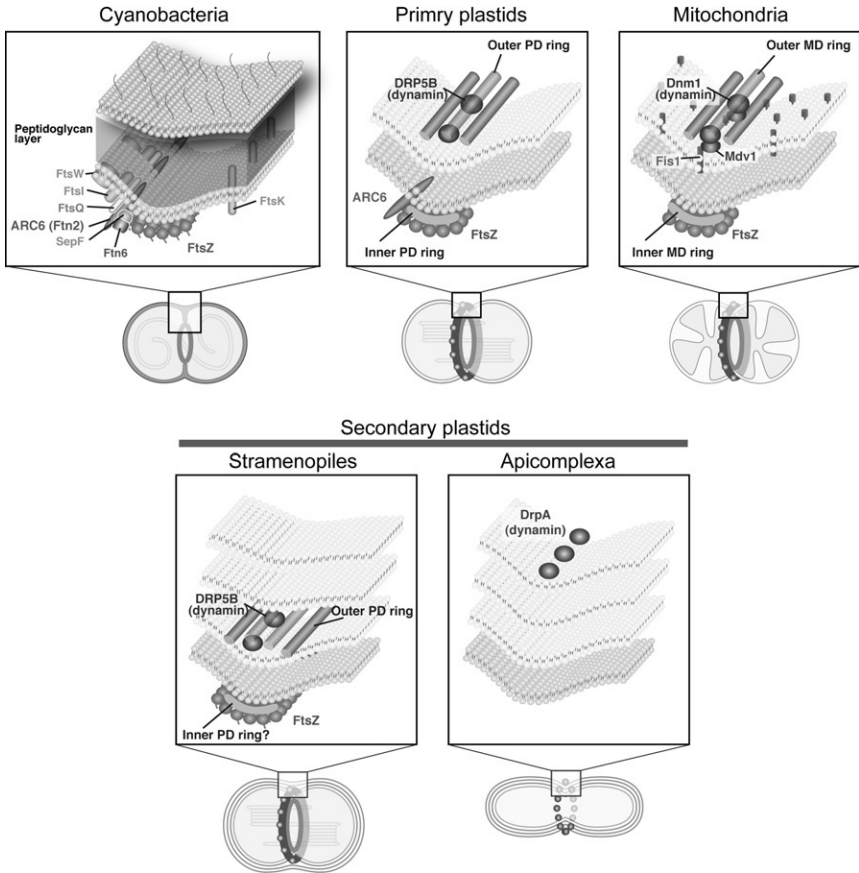 Cyanobacteria
Peptidoglycan
layer
FtsW
FtsI
FtsQ
ARC6 (Ftn2)
SepF
Ftn6
FtsZ
FtsK
Primry plastids
Outer PD ring
DRP5B
(dynamin)
ARC6
FtsZ
Inner PD ring
Mitochondria
Outer MD ring
Dnm1
(dynamin)
Mdv1
Fis1
FtsZ
Inner MD ring
Secondary plastids
Stramenopiles
DRP5B
(dynamin)
Outer PD ring
FtsZ
Inner PD ring?
Apicomplexa
DrpA
(dynamin)